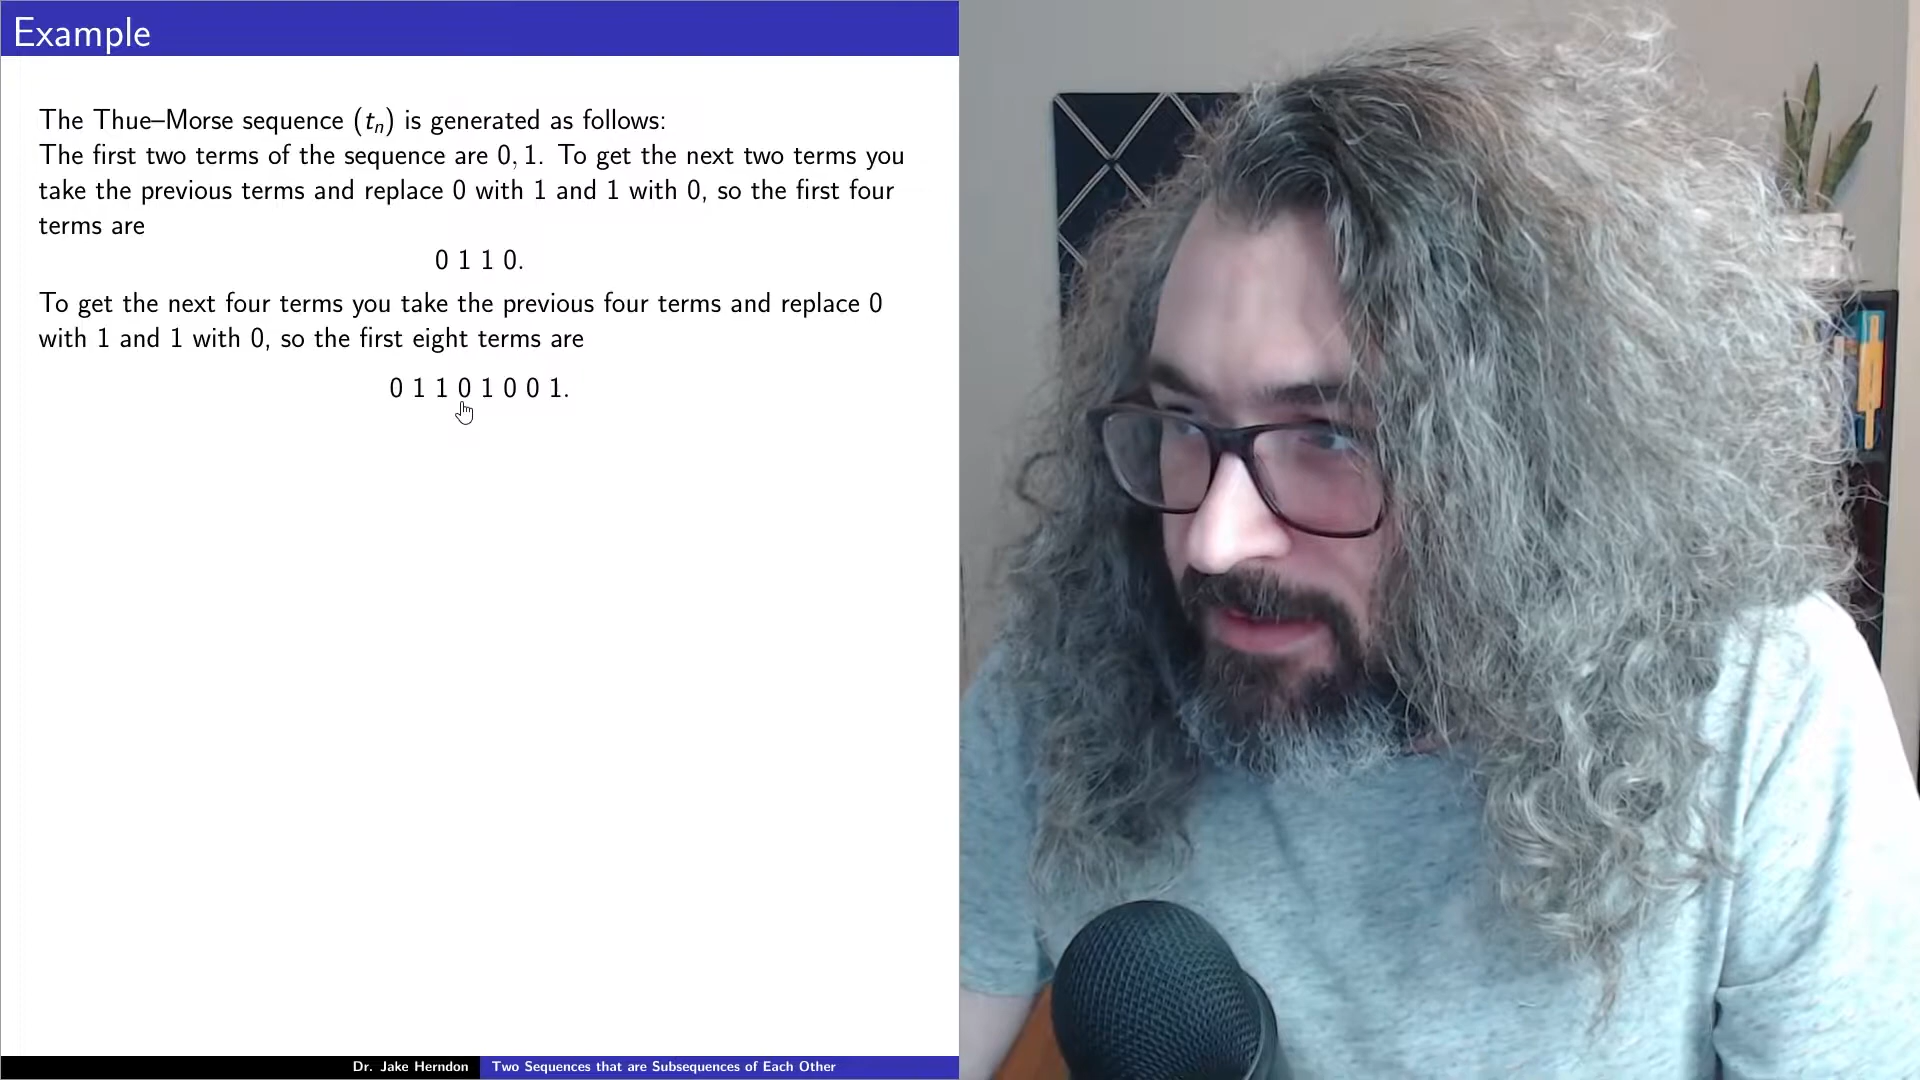 Example
The Thue–Morse sequence (tₙ) is generated as follows:
The first two terms of the sequence are 0, 1. To get the next two terms you
take the previous terms and replace 0 with 1 and 1 with 0, so the first four
terms are
0 1 1 0.
To get the next four terms you take the previous four terms and replace 0
with 1 and 1 with 0, so the first eight terms are
0 1 1 0 1 0 0 1.
Dr. Jake Herndon
Two Sequences that are Subsequences of Each Other